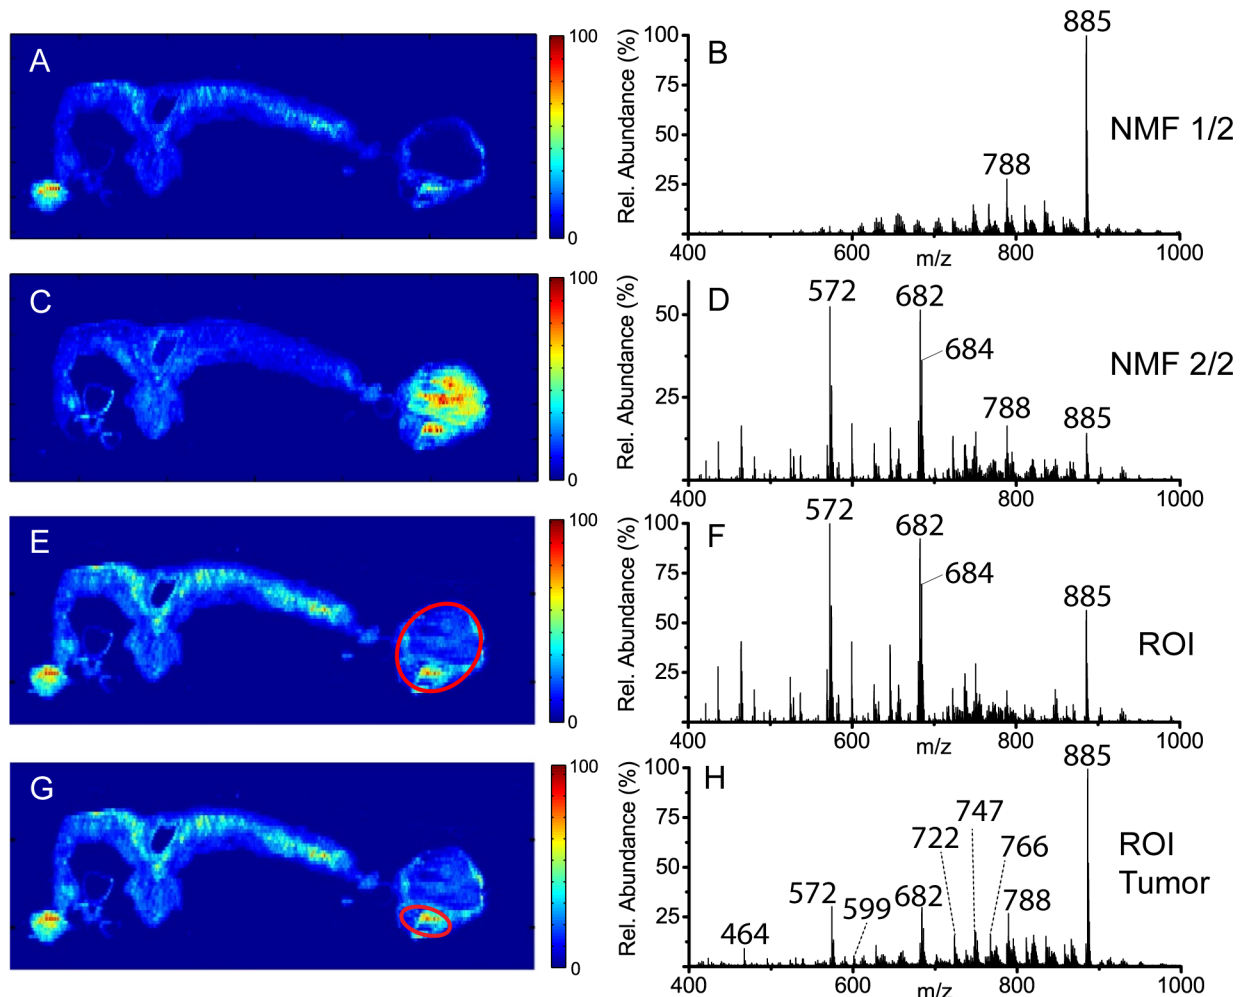 A
100
0
B
Rel. Abundance (%)
100
75
50
25
885
788
NMF 1/2
400
600
800
1000
m/z
C
100
0
D
Rel. Abundance (%)
50
25
572
682
684
788
885
NMF 2/2
400
600
800
1000
E
100
0
F
Rel. Abundance (%)
100
75
50
25
572
682
684
885
ROI
400
600
800
1000
m/z
G
100
0
H
Rel. Abundance (%)
100
75
50
25
885
747
722
766
572
599
682
788
464
ROI
Tumor
400
600
800
1000
m/z